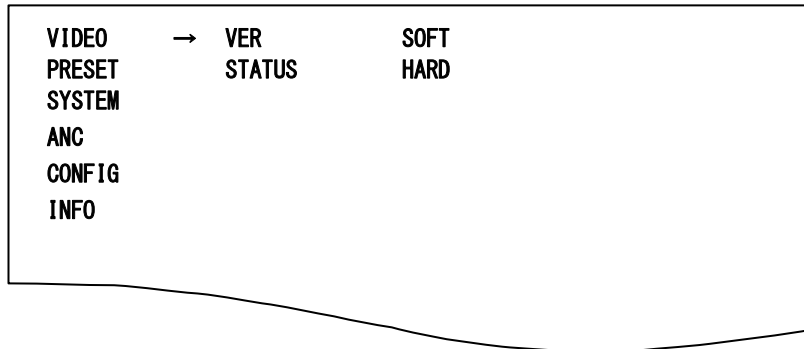 VIDEO → VER SOFT
PRESET STATUS HARD
SYSTEM
ANC
CONFIG
INFO